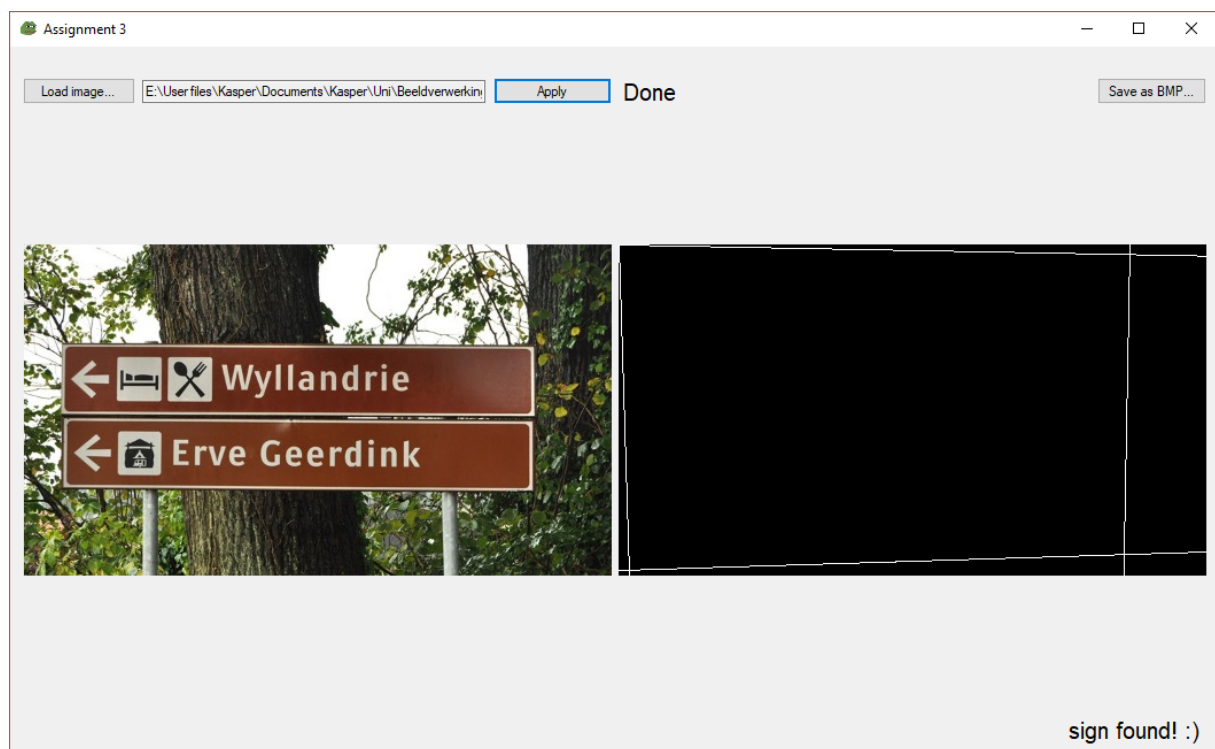 Assignment 3
Load image...
E:\User files\Kasper\Documents\Kasper\Uni\Beeldverwerking
Apply
Done
Save as BMP...
Wyllandrie
Erve Geerdink
sign found! :)